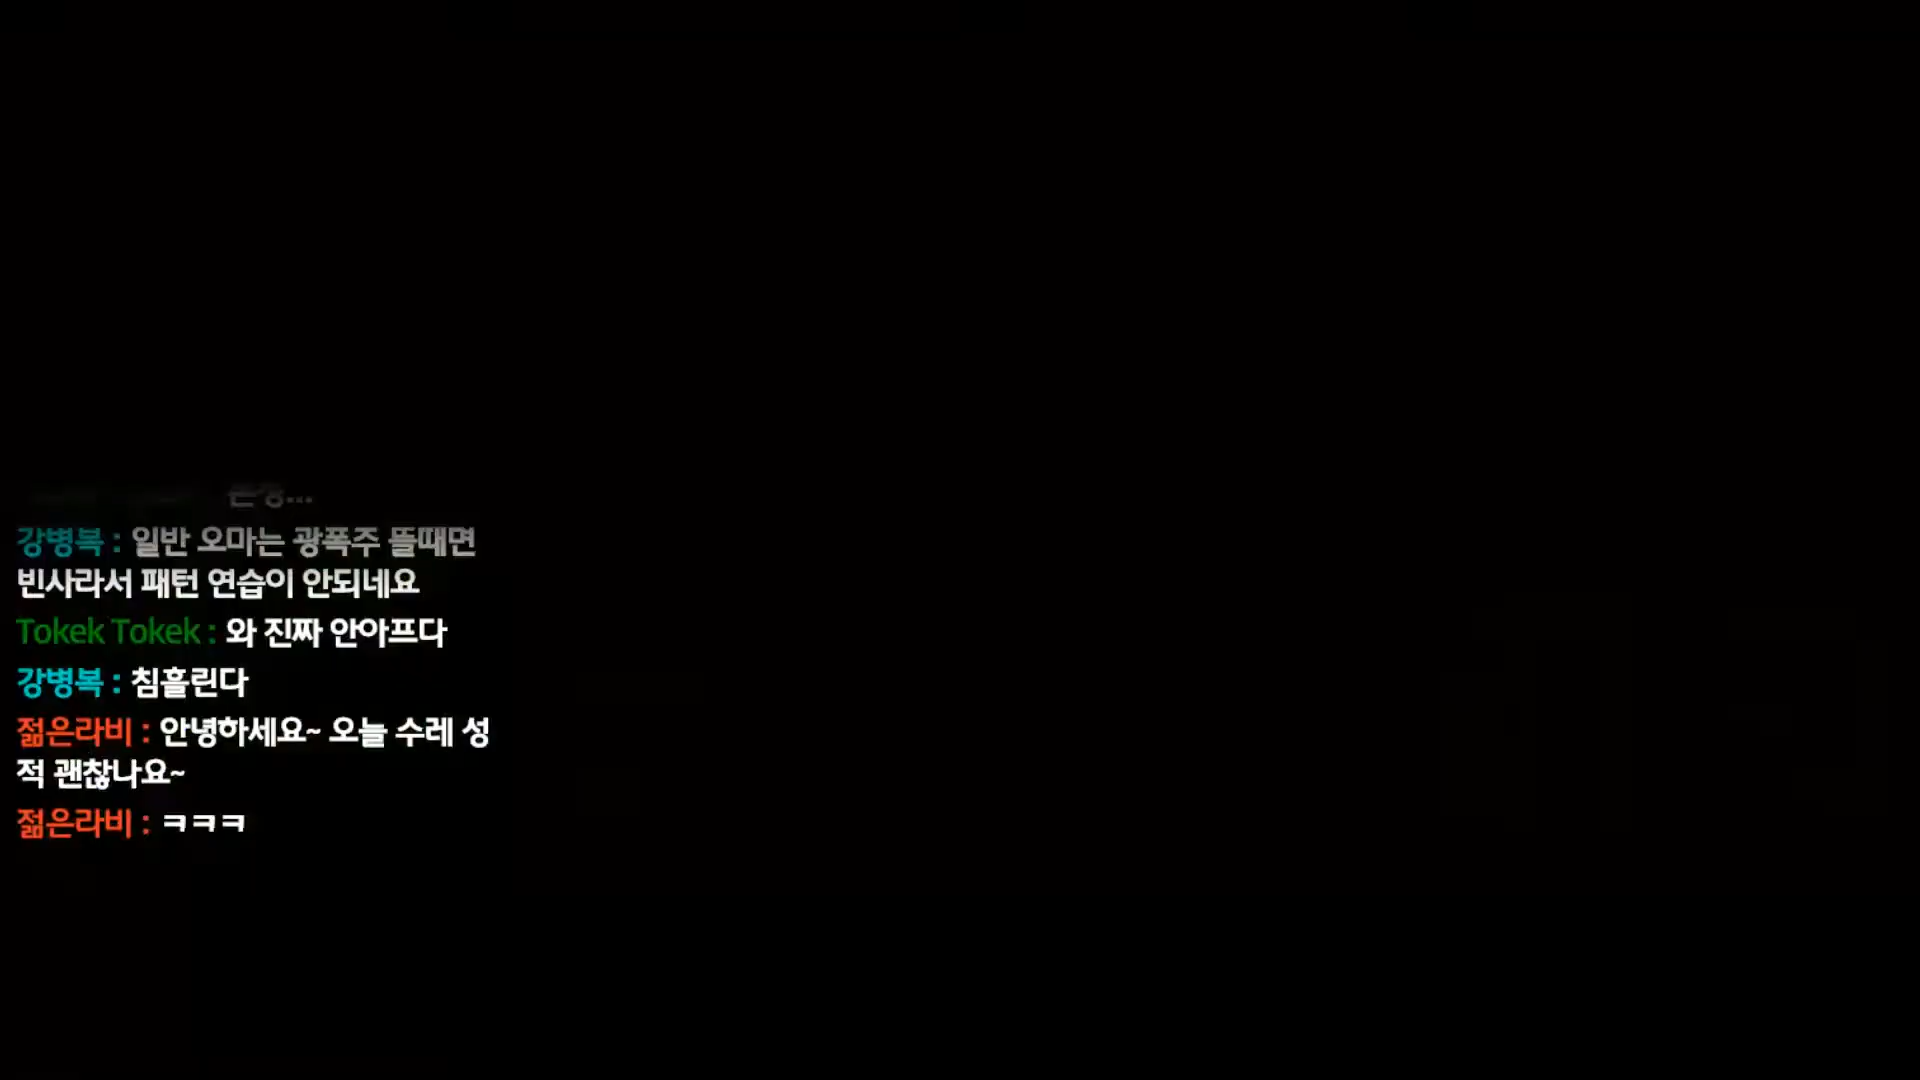 강병복 : 일반 오마는 광폭주 뜰때면
빈사라서 패턴 연습이 안되네요
Tokek Tokek : 와 진짜 안아프다
강병복 : 침흘린다
젊은라비 : 안녕하세요~ 오늘 수레 성
적 괜찮나요~
젊은라비 : ㅋㅋㅋ